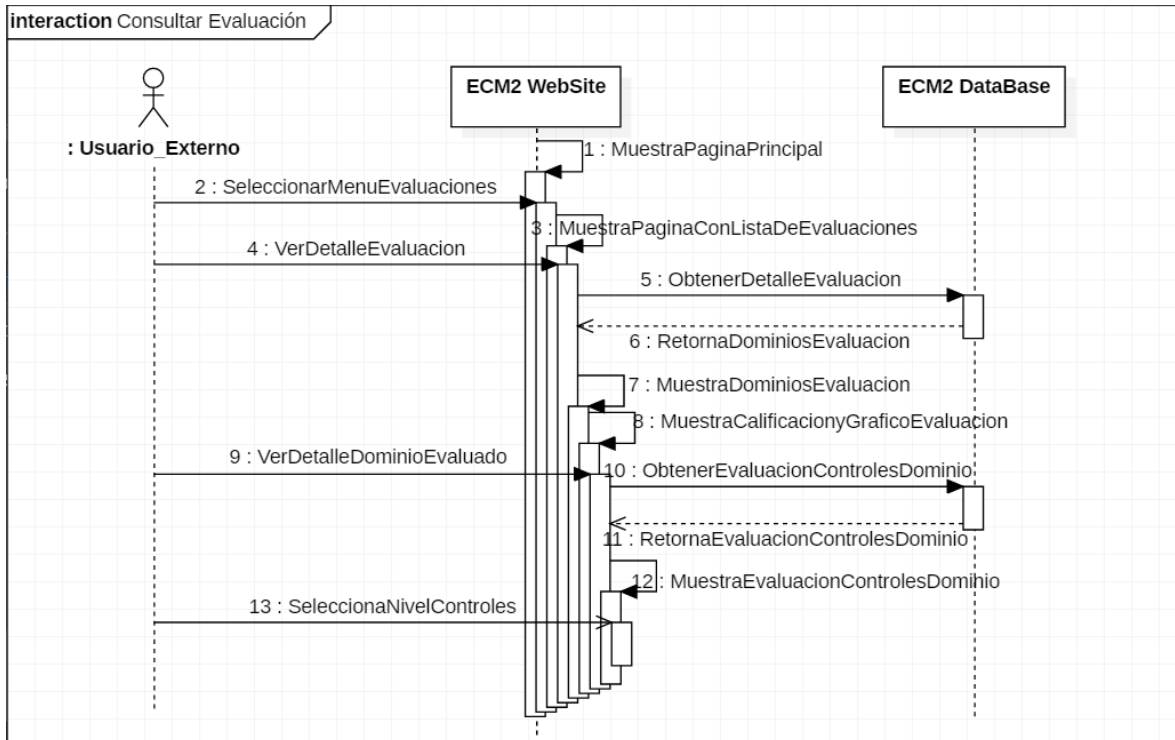 interaction Consultar Evaluación
ECM2 WebSite
ECM2 DataBase
: Usuario_Externo
1 : MuestraPaginaPrincipal
2 : SeleccionarMenuEvaluaciones
3 : MuestraPaginaConListaDeEvaluaciones
4 : VerDetalleEvaluacion
5 : ObtenerDetalleEvaluacion
6 : RetornaDominiosEvaluacion
7 : MuestraDominiosEvaluacion
8 : MuestraCalificacionyGraficoEvaluacion
9 : VerDetalleDominioEvaluado
10 : ObtenerEvaluacionControlesDominio
11 : RetornaEvaluacionControlesDominio
12 : MuestraEvaluacionControlesDominio
13 : SeleccionaNivelControles